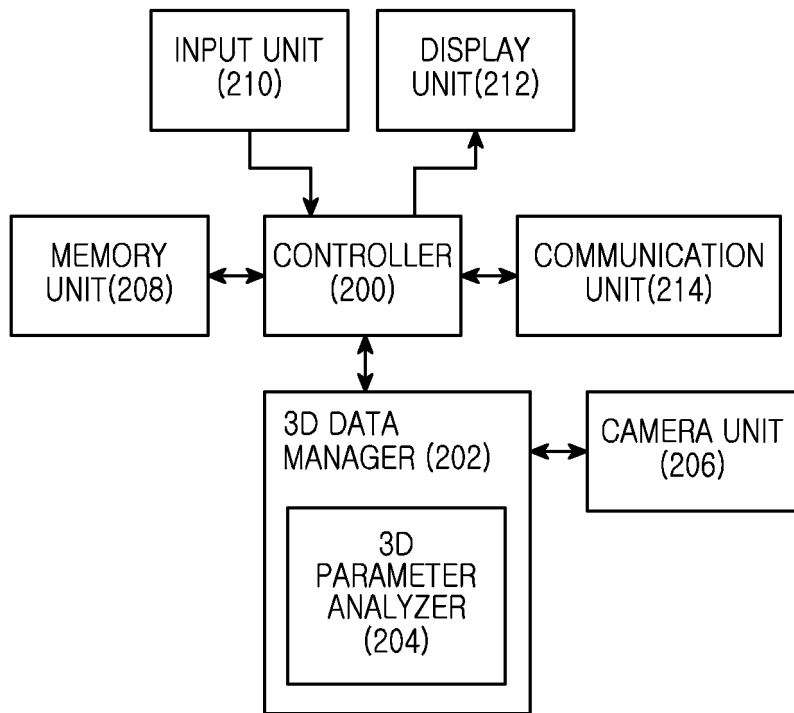 INPUT UNIT
(210)
DISPLAY
UNIT(212)
MEMORY
UNIT(208)
CONTROLLER
(200)
COMMUNICATION
UNIT(214)
3D DATA
MANAGER (202)
CAMERA UNIT
(206)
3D
PARAMETER
ANALYZER
(204)